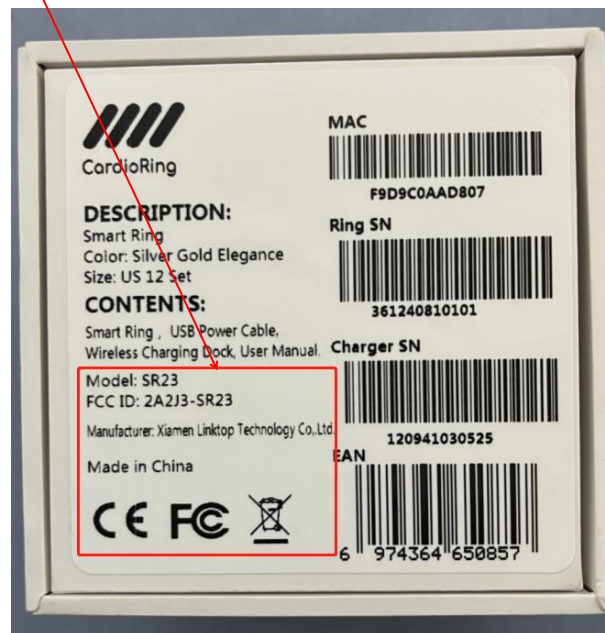 CardioRing
DESCRIPTION:
Smart Ring
Color: Silver Gold Elegance
Size: US 12 Set
CONTENTS:
Smart Ring , USB Power Cable,
Wireless Charging Dock, User Manual.
Model: SR23
FCC ID: 2A2J3-SR23
Manufacturer: Xiamen Linktop Technology Co,.Ltd.
Made in China
CE FC
MAC
F9D9C0AAD807
Ring SN
361240810101
Charger SN
120941030525
EAN
6 974364 650857